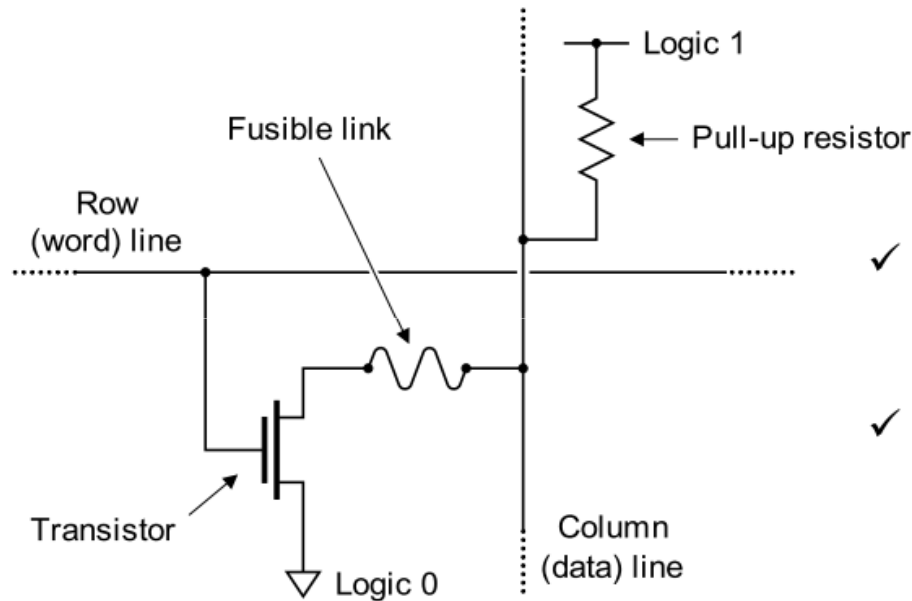 Logic 1
Fusible link
Pull-up resistor
Row
(word) line
✓
✓
Transistor
Column
(data) line
Logic 0